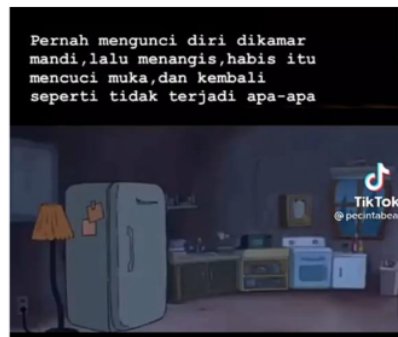 Pernah mengunci diri dikamar
mandi,lalu menangis,habis itu
mencuci muka,dan kembali
seperti tidak terjadi apa-apa
TikTok
@ pecintabea